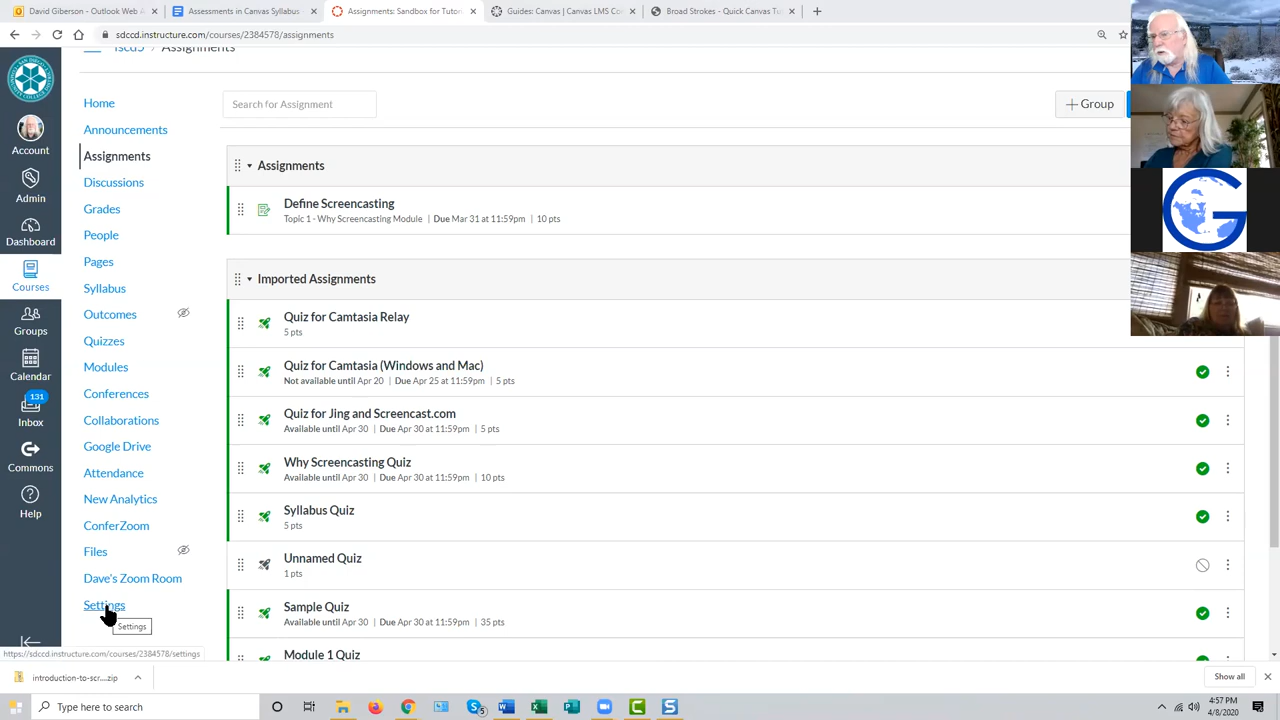 David Giberson - Outlook Web A
Assessments in Canvas Syllabus
Assignments: Sandbox for Tutor
Guides: Canvas | Canvas LMS Co
Broad Strokes - Quick Canvas Tu
sdccd.instructure.com/courses/2384578/assignments
Assignments
Home
Announcements
Assignments
Discussions
Grades
People
Pages
Syllabus
Outcomes
Quizzes
Modules
Conferences
Collaborations
Google Drive
Attendance
New Analytics
ConferZoom
Files
Dave's Zoom Room
Settings
Settings
Account
Admin
Dashboard
Courses
Groups
Calendar
131
Inbox
Commons
Help
Search for Assignment
Group
Assignments
Define Screencasting
Topic 1 - Why Screencasting Module | Due Mar 31 at 11:59pm | 10 pts
Imported Assignments
Quiz for Camtasia Relay
5 pts
Quiz for Camtasia (Windows and Mac)
Not available until Apr 20 | Due Apr 25 at 11:59pm | 5 pts
Quiz for Jing and Screencast.com
Available until Apr 30 | Due Apr 30 at 11:59pm | 5 pts
Why Screencasting Quiz
Available until Apr 30 | Due Apr 30 at 11:59pm | 10 pts
Syllabus Quiz
5 pts
Unnamed Quiz
1 pts
Sample Quiz
Available until Apr 30 | Due Apr 30 at 11:59pm | 35 pts
Module 1 Quiz
https://sdccd.instructure.com/courses/2384578/settings
introduction-to-scr....zip
Show all
Type here to search
5
4:57 PM
4/8/2020